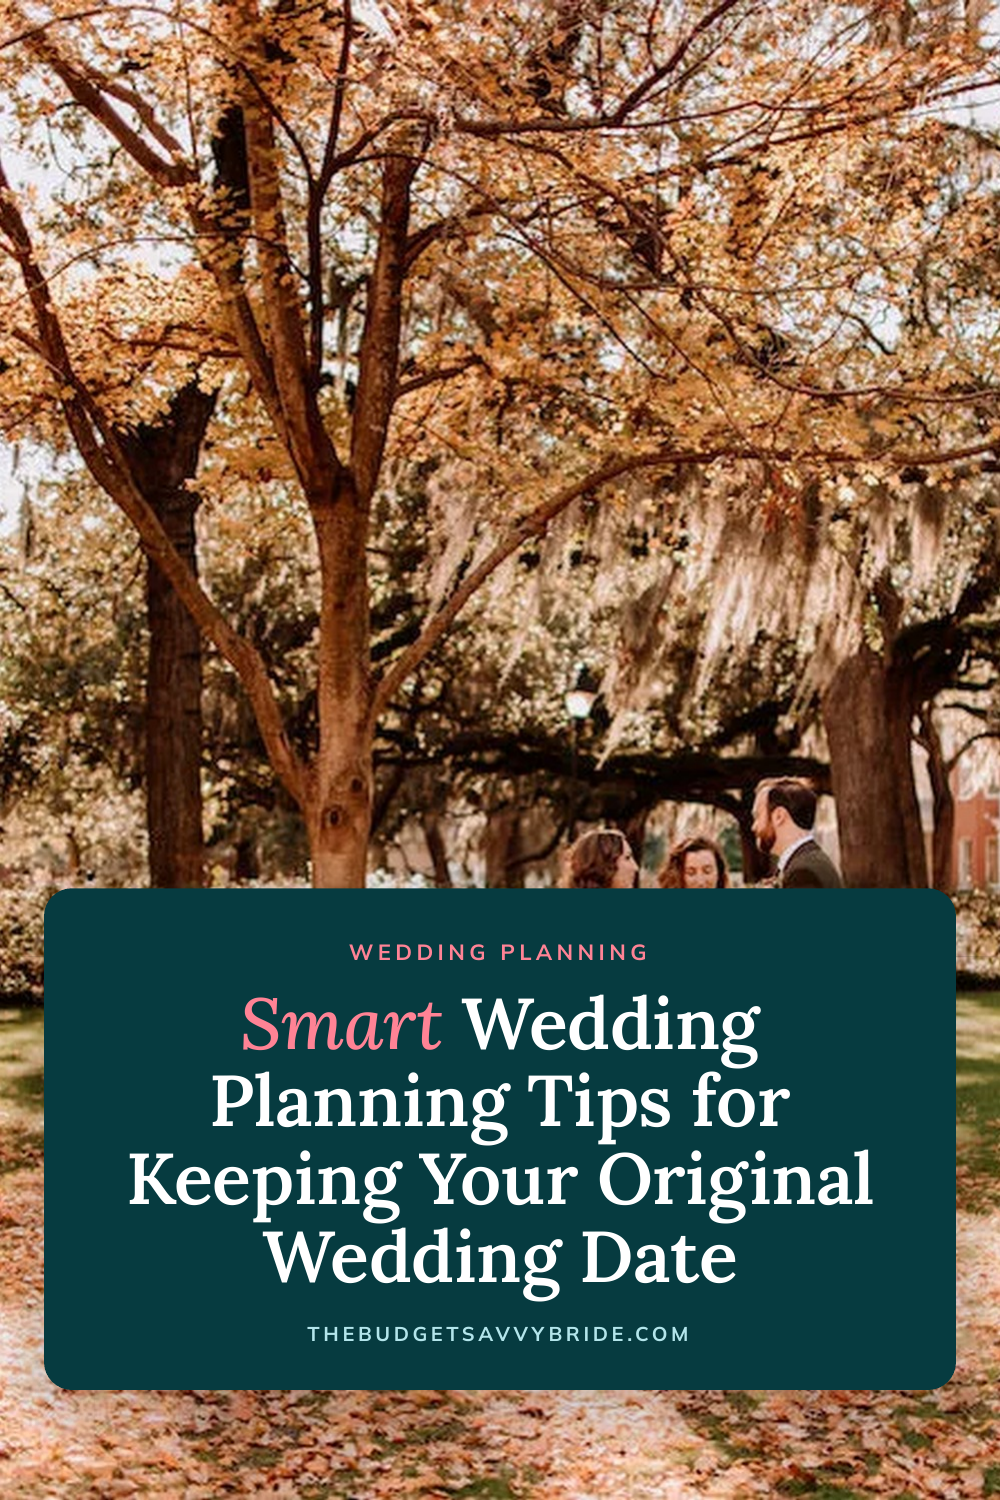 WEDDING PLANNING
Smart Wedding
Planning Tips for
Keeping Your Original
Wedding Date
THEBUDGETSAVVYBRIDE.COM